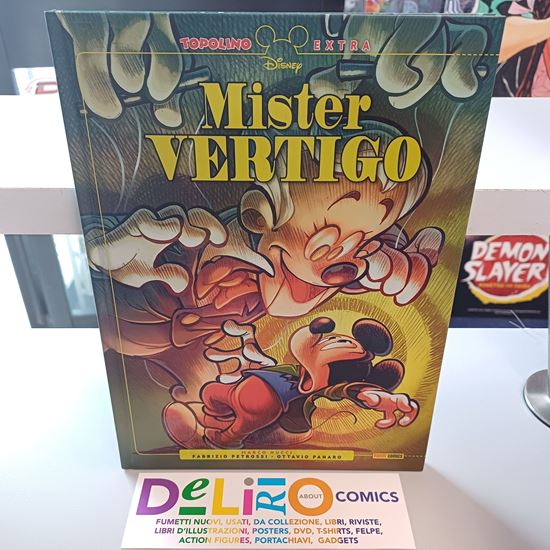 TOPOLINO EXTRA
Disney
Mister
VERTIGO
DEMON
SLAYER
MARCO NUCCI
FABRIZIO PETROSSI - OTTAVIO PANARO
PANINI COMICS
DeLiRiO ABOUT COMICS
FUMETTI NUOVI, USATI, DA COLLEZIONE, LIBRI, RIVISTE,
LIBRI D'ILLUSTRAZIONI, POSTERS, DVD, T-SHIRTS, FELPE,
ACTION FIGURES, PORTACHIAVI, GADGETS